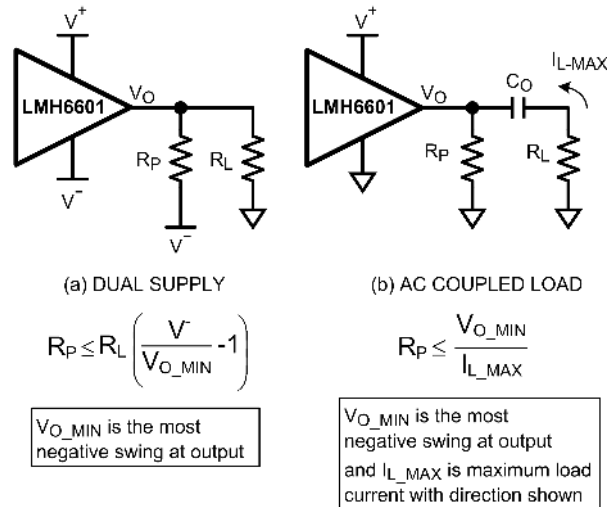 V+
V+
IL-MAX
LMH6601
VO
LMH6601
VO
CO
RP
RL
RP
RL
V-
V-
(a) DUAL SUPPLY
(b) AC COUPLED LOAD
RP ≤ RL ( V- / VO_MIN -1 )
RP ≤ VO_MIN / IL_MAX
VO_MIN is the most
negative swing at output
VO_MIN is the most
negative swing at output
and IL_MAX is maximum load
current with direction shown